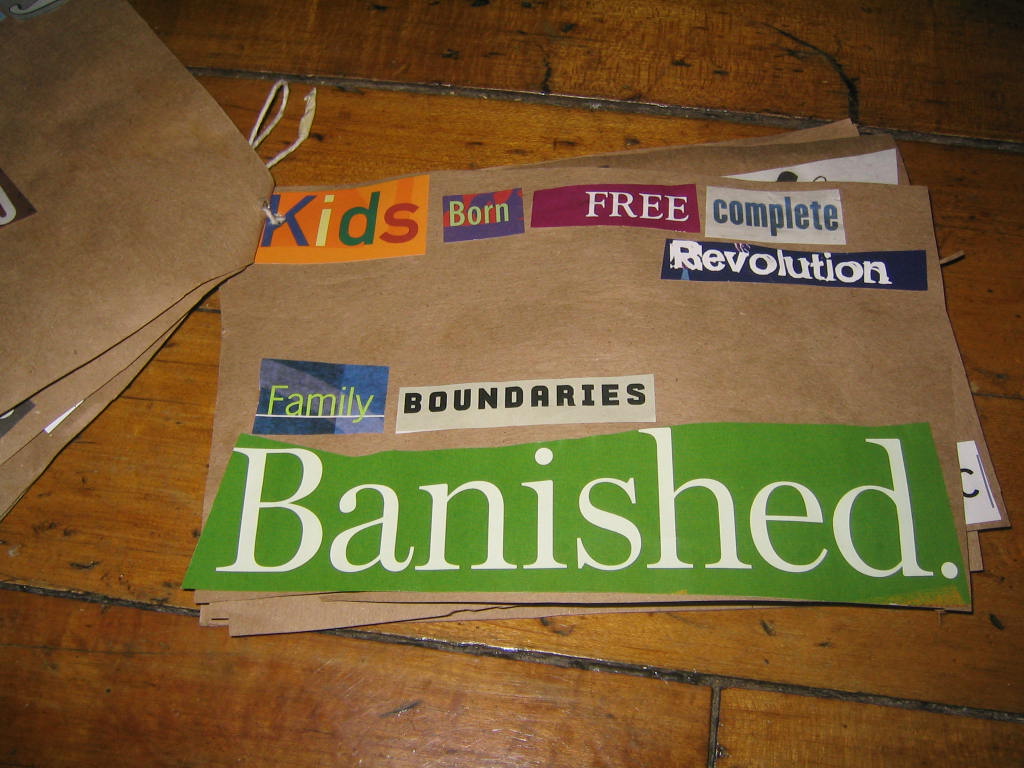 Kids Born FREE complete
Revolution
Family BOUNDARIES
Banished.
C